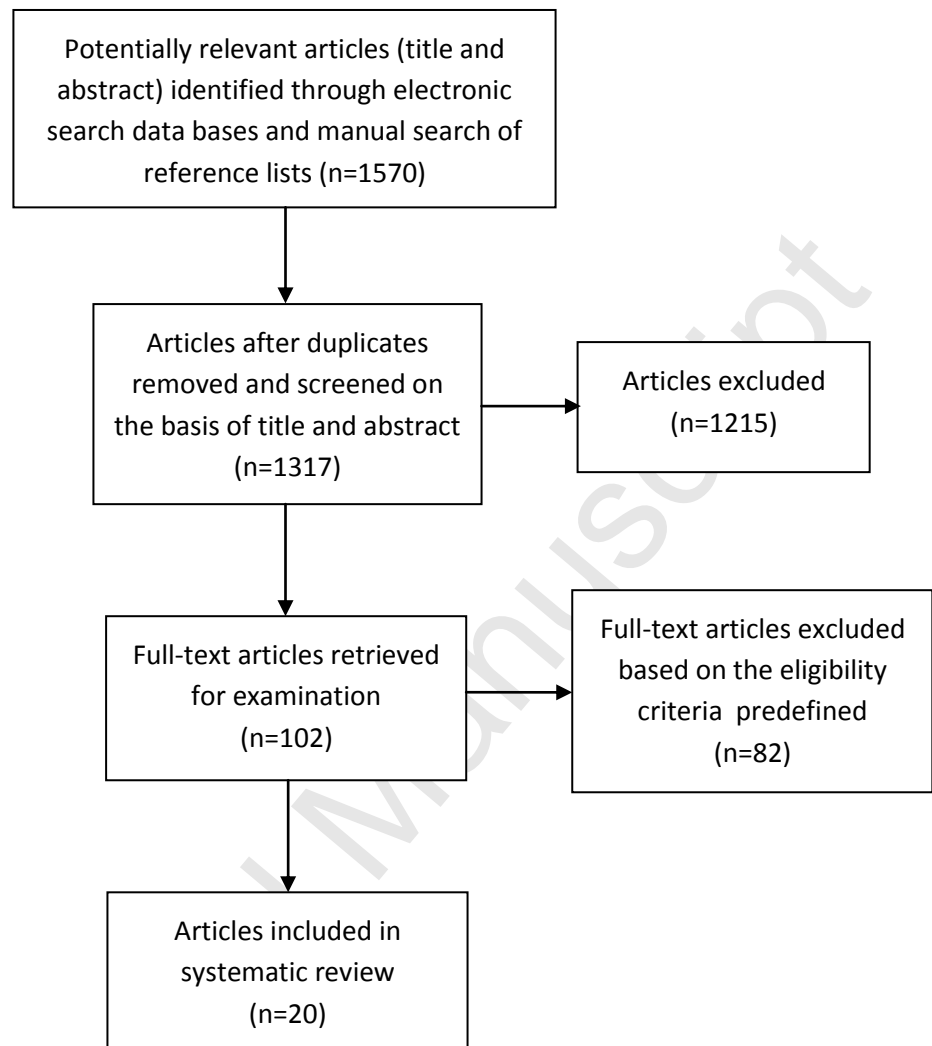 Potentially relevant articles (title and
abstract) identified through electronic
search data bases and manual search of
reference lists (n=1570)
Articles after duplicates
removed and screened on
the basis of title and abstract
(n=1317)
Articles excluded
(n=1215)
Full-text articles retrieved
for examination
(n=102)
Full-text articles excluded
based on the eligibility
criteria  predefined
(n=82)
Articles included in
systematic review
(n=20)
Manuscript